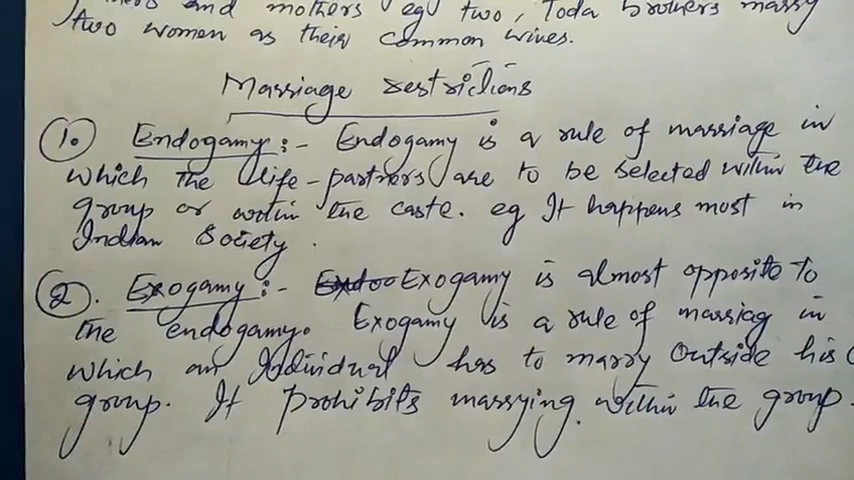 and mothers eg two, Toda brothers marry
two women as their common wives.
Marriage restrictions
1. Endogamy :- Endogamy is a rule of marriage in
which the life-partners are to be selected within the
group or within the caste. eg It happens most in
Indian Society.
2. Exogamy :- Exogamy is almost opposite to
the endogamy. Exogamy is a rule of marriag in
which an Individual has to marry outside his
group. It prohibits marrying within the group.